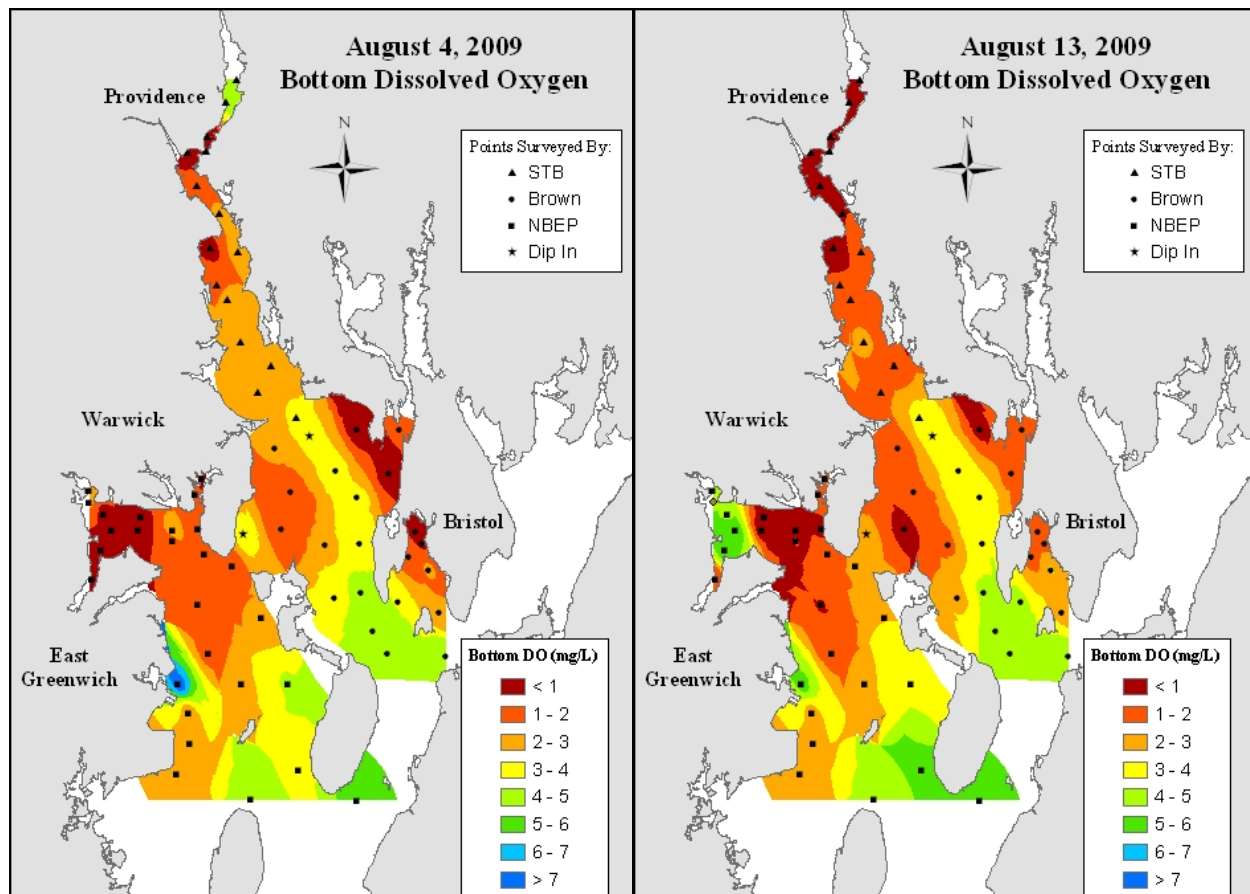 August 4, 2009
Bottom Dissolved Oxygen
Providence
N
Points Surveyed By:
STB
Brown
NBEP
Dip In
Warwick
Bristol
East
Greenwich
Bottom DO (mg/L)
< 1
1 - 2
2 - 3
3 - 4
4 - 5
5 - 6
6 - 7
> 7
August 13, 2009
Bottom Dissolved Oxygen
Providence
N
Points Surveyed By:
STB
Brown
NBEP
Dip In
Warwick
Bristol
East
Greenwich
Bottom DO (mg/L)
< 1
1 - 2
2 - 3
3 - 4
4 - 5
5 - 6
6 - 7
> 7